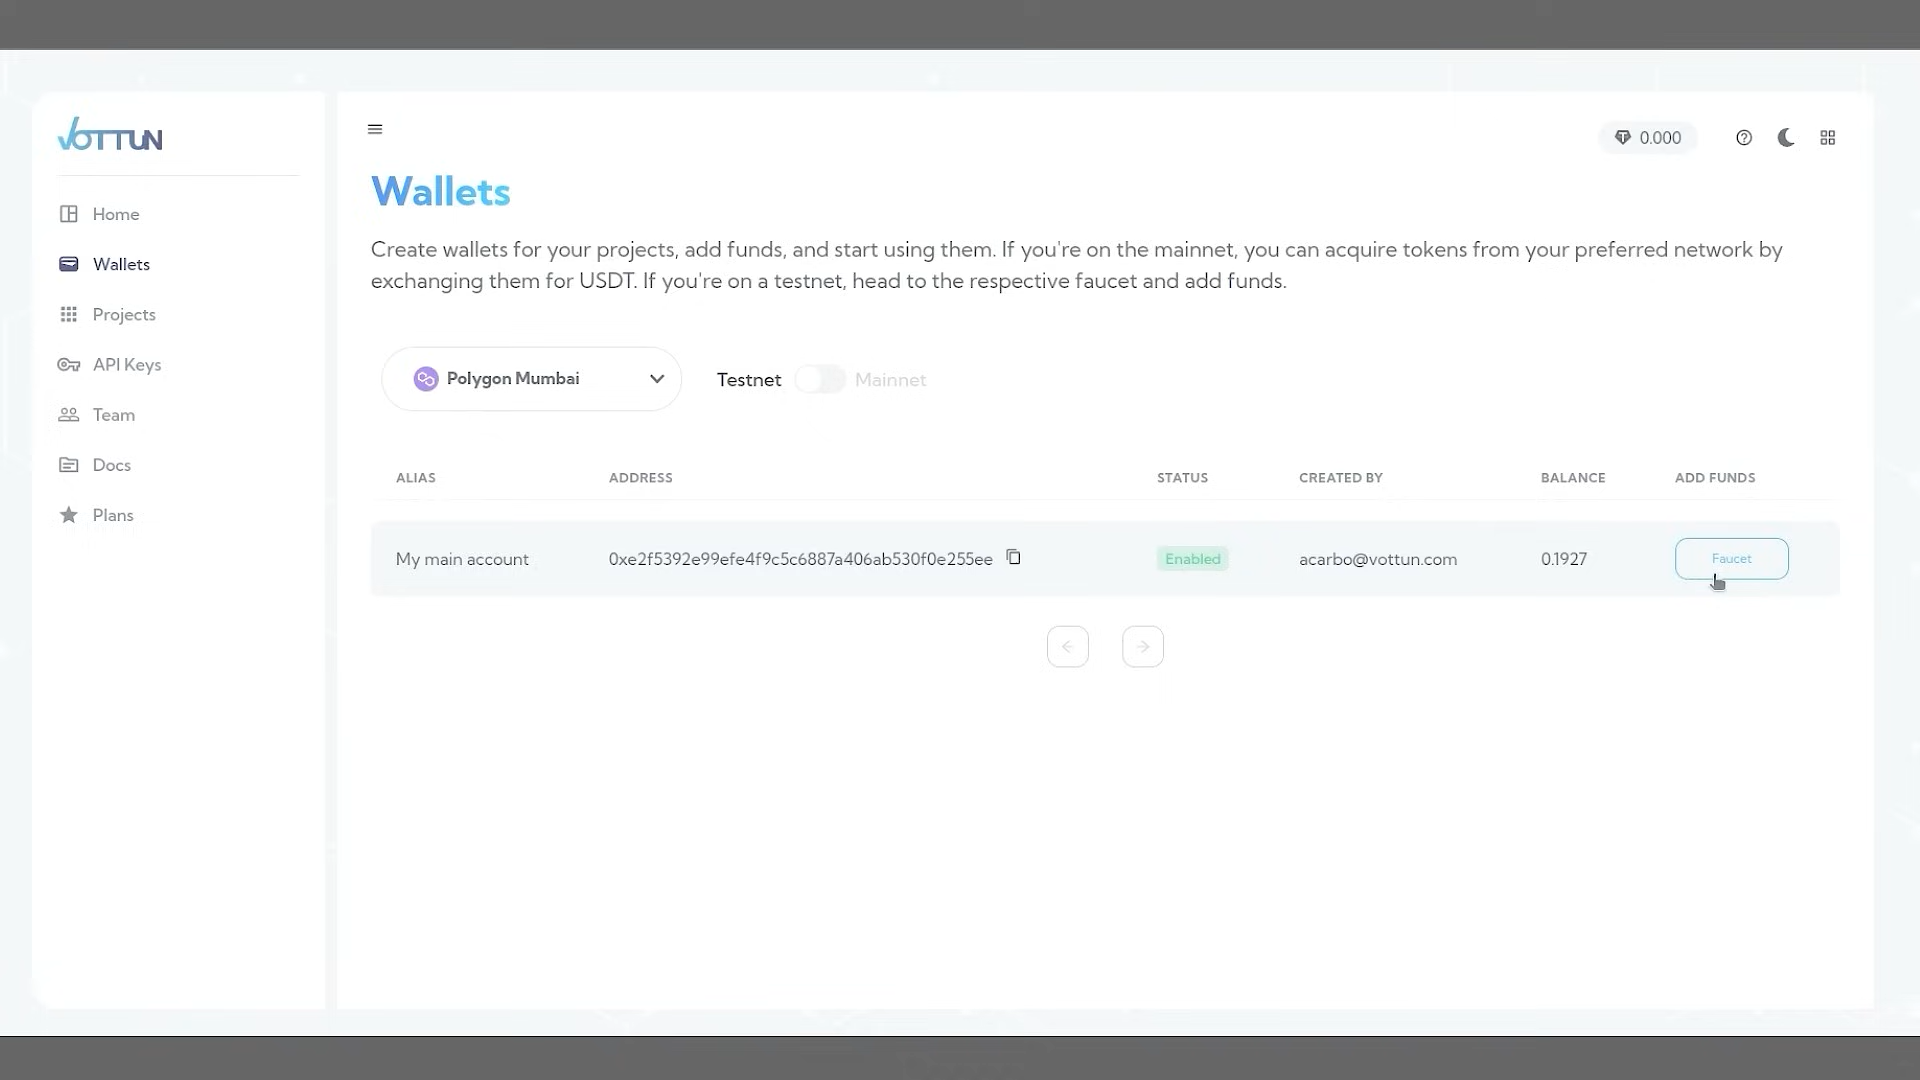 VOTTUN
Home
Wallets
Projects
API Keys
Team
Docs
Plans
0.000
Wallets
Create wallets for your projects, add funds, and start using them. If you're on the mainnet, you can acquire tokens from your preferred network by
exchanging them for USDT. If you're on a testnet, head to the respective faucet and add funds.
Polygon Mumbai
Testnet Mainnet
ALIAS ADDRESS STATUS CREATED BY BALANCE ADD FUNDS
My main account 0xe2f5392e99efe4f9c5c6887a406ab530f0e255ee Enabled acarbo@vottun.com 0.1927 Faucet